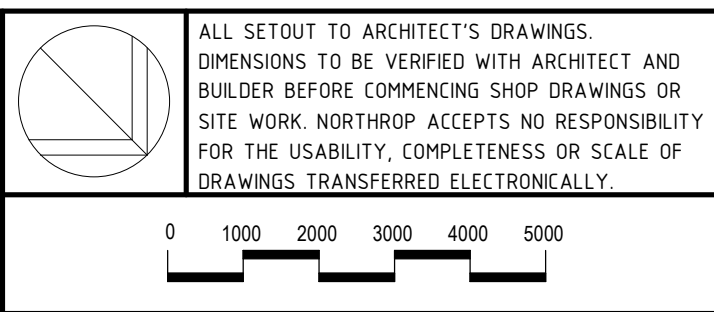 ALL SETOUT TO ARCHITECT'S DRAWINGS.
DIMENSIONS TO BE VERIFIED WITH ARCHITECT AND
BUILDER BEFORE COMMENCING SHOP DRAWINGS OR
SITE WORK. NORTHROP ACCEPTS NO RESPONSIBILITY
FOR THE USABILITY, COMPLETENESS OR SCALE OF
DRAWINGS TRANSFERRED ELECTRONICALLY.
0 1000 2000 3000 4000 5000